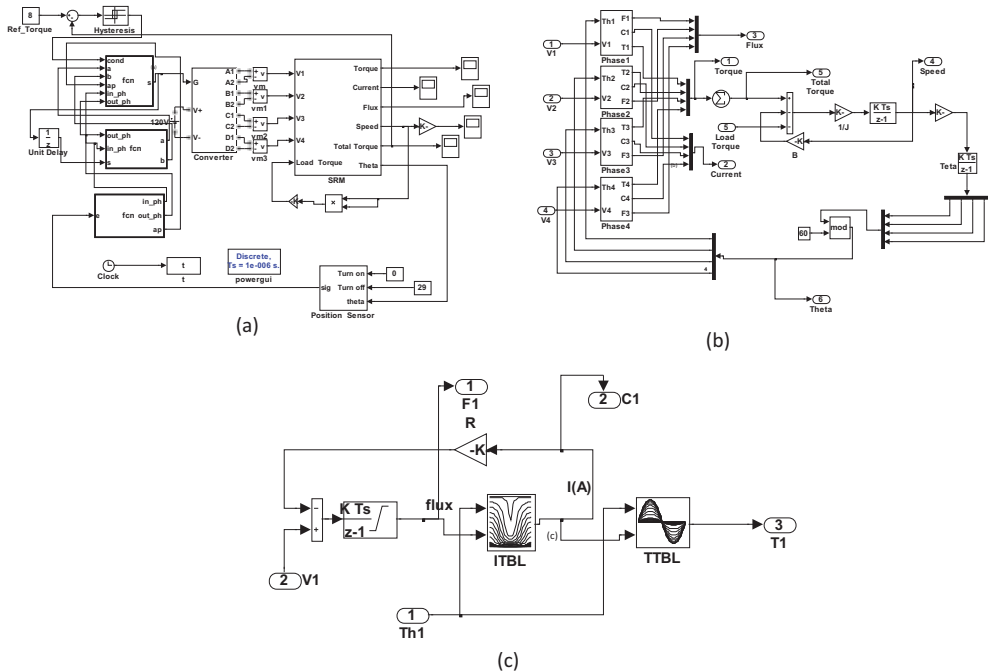 8
Ref_Torque
Hysteresis
cond
a
b
ap
in_ph
out_ph
fcn
s
out_ph
in_ph fcn
s
a
b
1
z
Unit Delay
e
fcn
in_ph
out_ph
ap
120V
G
V+
V-
A1
A2
B1
B2
C1
C2
D1
D2
Converter
v
vm
v
vm1
v
vm2
v
vm3
V1
V2
V3
V4
Load Torque
Torque
Current
Flux
Speed
Total Torque
Theta
SRM
K-
×
Clock
t
t
Discrete,
Ts = 1e-006 s.
powergui
sig
Turn on
Turn off
theta
Position Sensor
0
29
(a)
1
V1
2
V2
3
V3
4
V4
Th1
V1
F1
C1
T1
Phase1
Th2
V2
T2
C2
F2
Phase2
Th3
V3
T3
C3
F3
Phase3
Th4
V4
T4
C4
F3
Phase4
3
Flux
1
Torque
2
Current
5
Total
Torque
5
Load
Torque
-K
B
K-
1/J
K Ts
z-1
4
Speed
K-
K Ts
z-1
Teta
60
mod
4
6
Theta
(b)
1
F1
R
-K
2
C1
2
V1
K Ts
z-1
flux
ITBL
I(A)
(c)
TTBL
3
T1
1
Th1
(c)